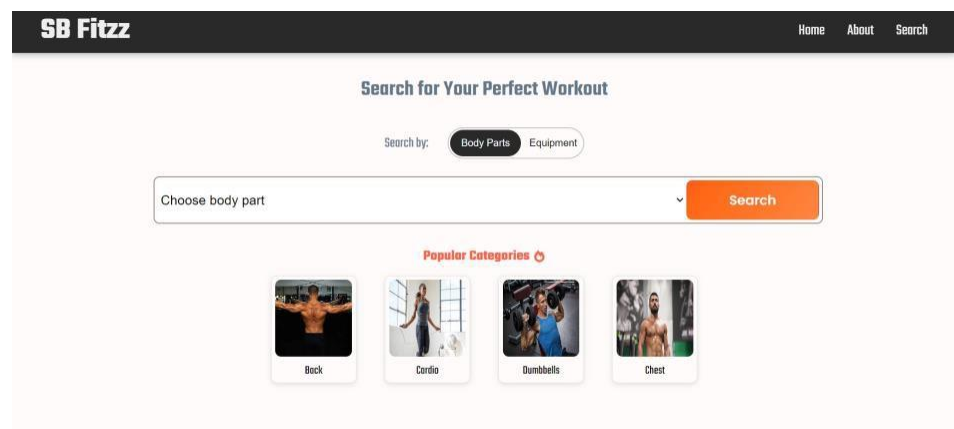 SB Fitzz
Home About Search
Search for Your Perfect Workout
Search by: Body Parts Equipment
Choose body part Search
Popular Categories
Back Cardio Dumbbells Chest